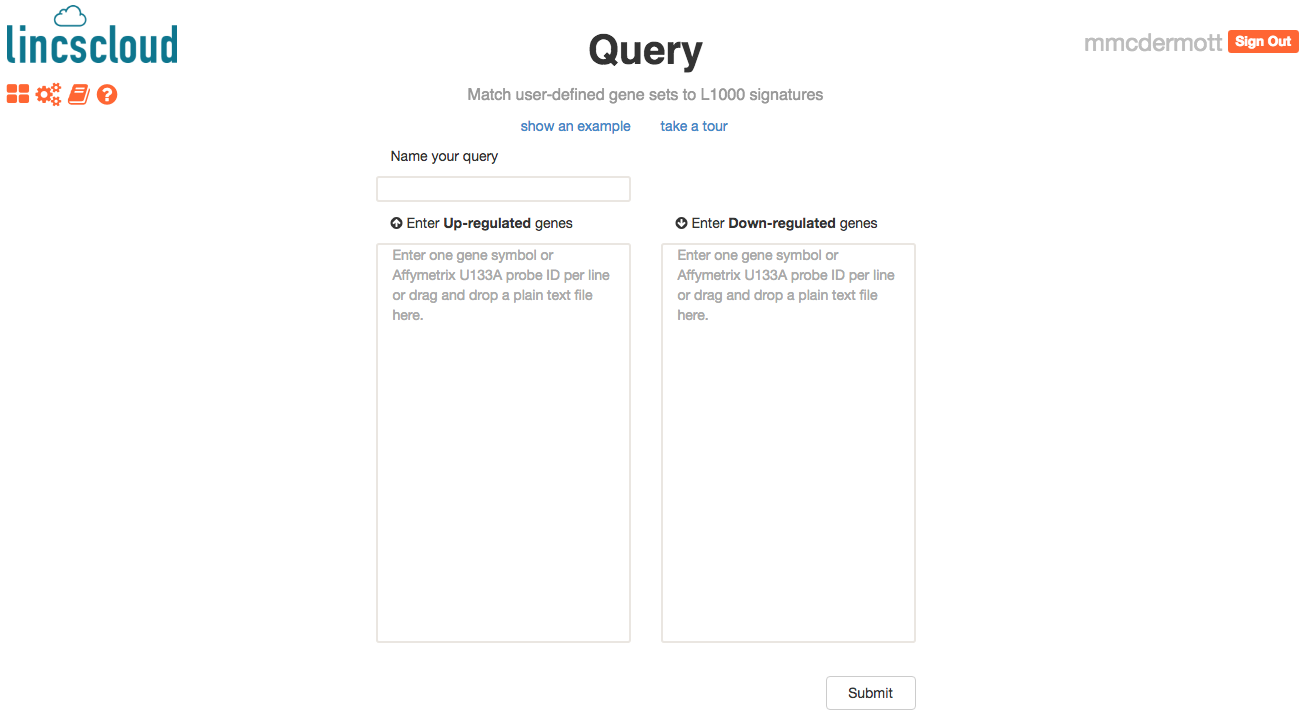 lincscloud
Query
mmcdermott Sign Out
Match user-defined gene sets to L1000 signatures
show an example take a tour
Name your query
Enter Up-regulated genes
Enter one gene symbol or
Affymetrix U133A probe ID per line
or drag and drop a plain text file
here.
Enter Down-regulated genes
Enter one gene symbol or
Affymetrix U133A probe ID per line
or drag and drop a plain text file
here.
Submit